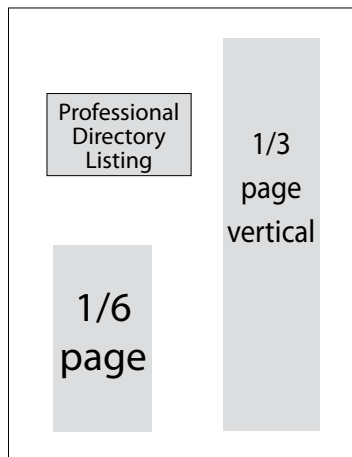 Professional
Directory
Listing
1/3
page
vertical
1/6
page